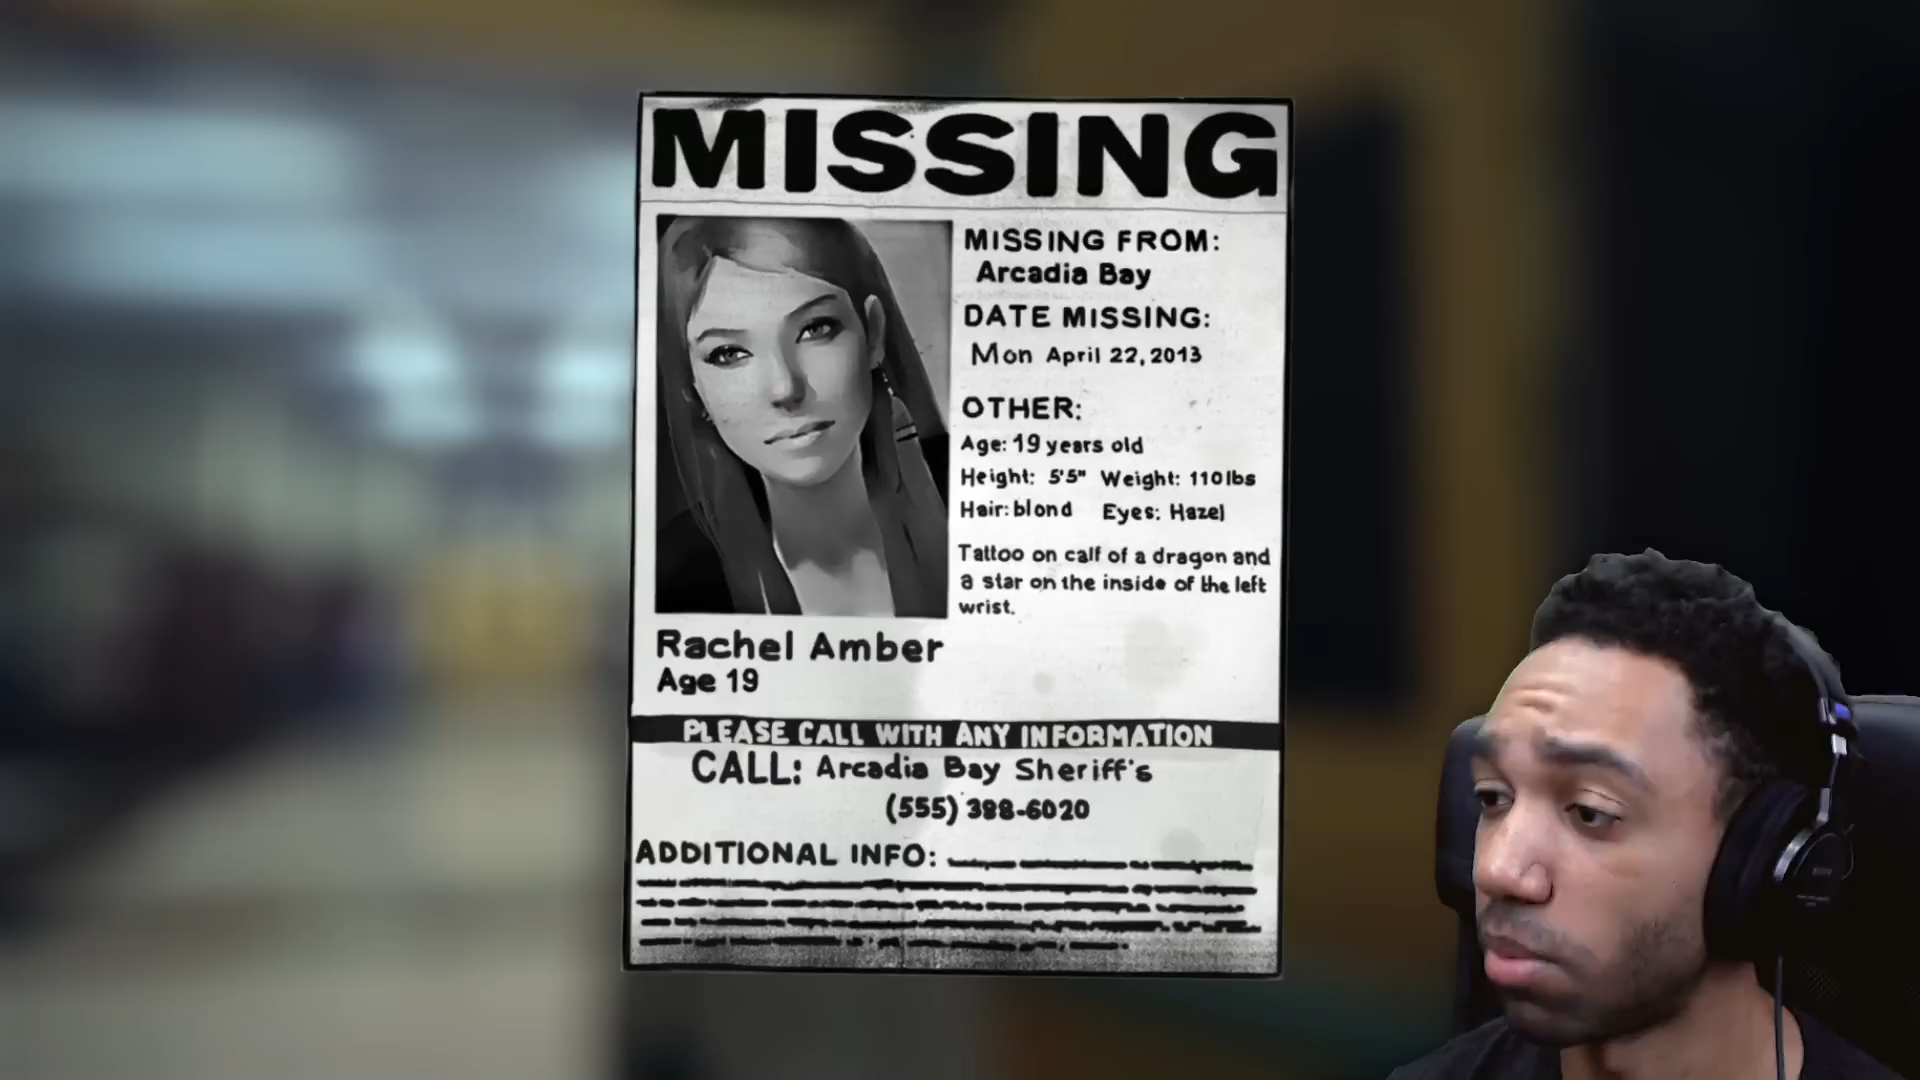 MISSING
MISSING FROM:
Arcadia Bay
DATE MISSING:
Mon April 22, 2013
OTHER:
Age: 19 years old
Height: 5'5" Weight: 110 lbs
Hair: blond Eyes: Hazel
Tattoo on calf of a dragon and
a star on the inside of the left
wrist.
Rachel Amber
Age 19
PLEASE CALL WITH ANY INFORMATION
CALL: Arcadia Bay Sheriff's
(555) 388-6020
ADDITIONAL INFO: